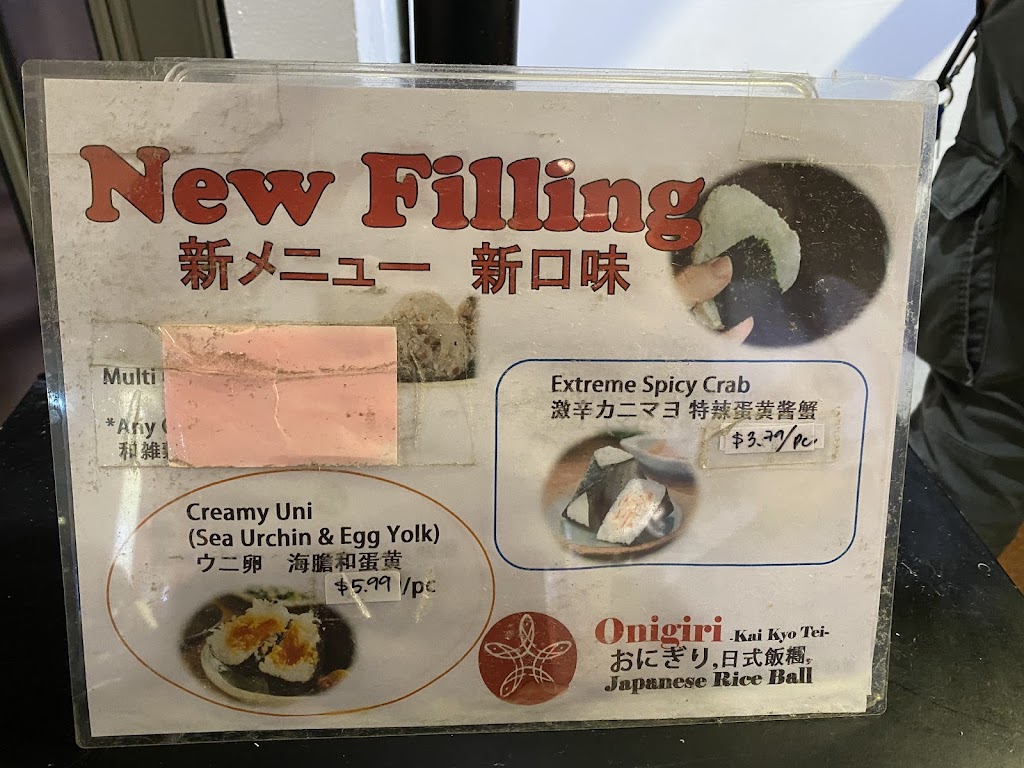 New Filling
新メニュー 新口味
Multi
*Any
和雑
Extreme Spicy Crab
激辛カニマヨ 特辣蛋黄酱蟹
$3.79/pc.
Creamy Uni
(Sea Urchin & Egg Yolk)
ウニ卵 海膽和蛋黄
$5.99/pc
Onigiri -Kai Kyo Tei-
おにぎり,日式飯糰,
Japanese Rice Ball